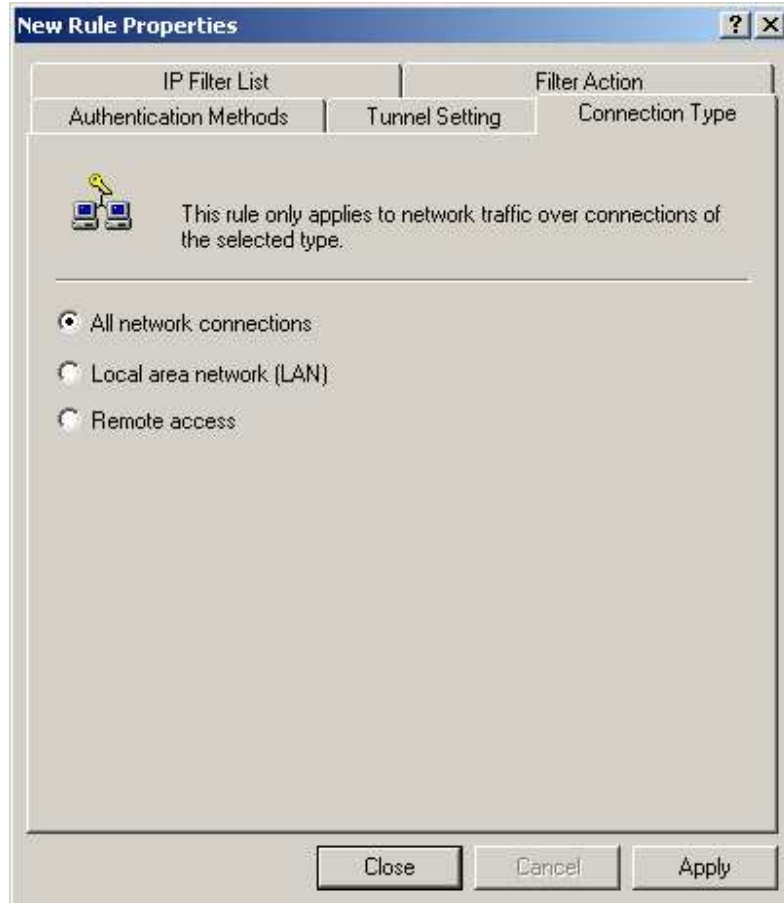 New Rule Properties
IP Filter List
Filter Action
Authentication Methods
Tunnel Setting
Connection Type
This rule only applies to network traffic over connections of
the selected type.
All network connections
Local area network (LAN)
Remote access
Close
Cancel
Apply